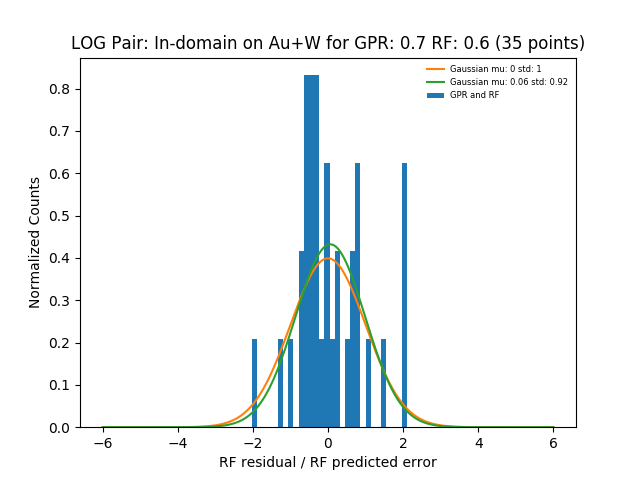 LOG Pair: In-domain on Au+W for GPR: 0.7 RF: 0.6 (35 points)
Gaussian mu: 0 std: 1
Gaussian mu: 0.06 std: 0.92
GPR and RF
Normalized Counts
0.8
0.7
0.6
0.5
0.4
0.3
0.2
0.1
0.0
−6 −4 −2 0 2 4 6
RF residual / RF predicted error